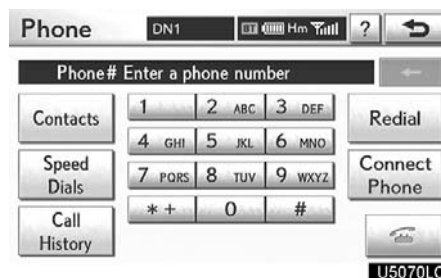 Phone DN1 BT Hm ?
Phone# Enter a phone number
Contacts
1
2 ABC
3 DEF
Redial
4 GHI
5 JKL
6 MNO
Speed
Dials
7 PQRS
8 TUV
9 WXYZ
Connect
Phone
Call
History
* +
0
#
U5070LC